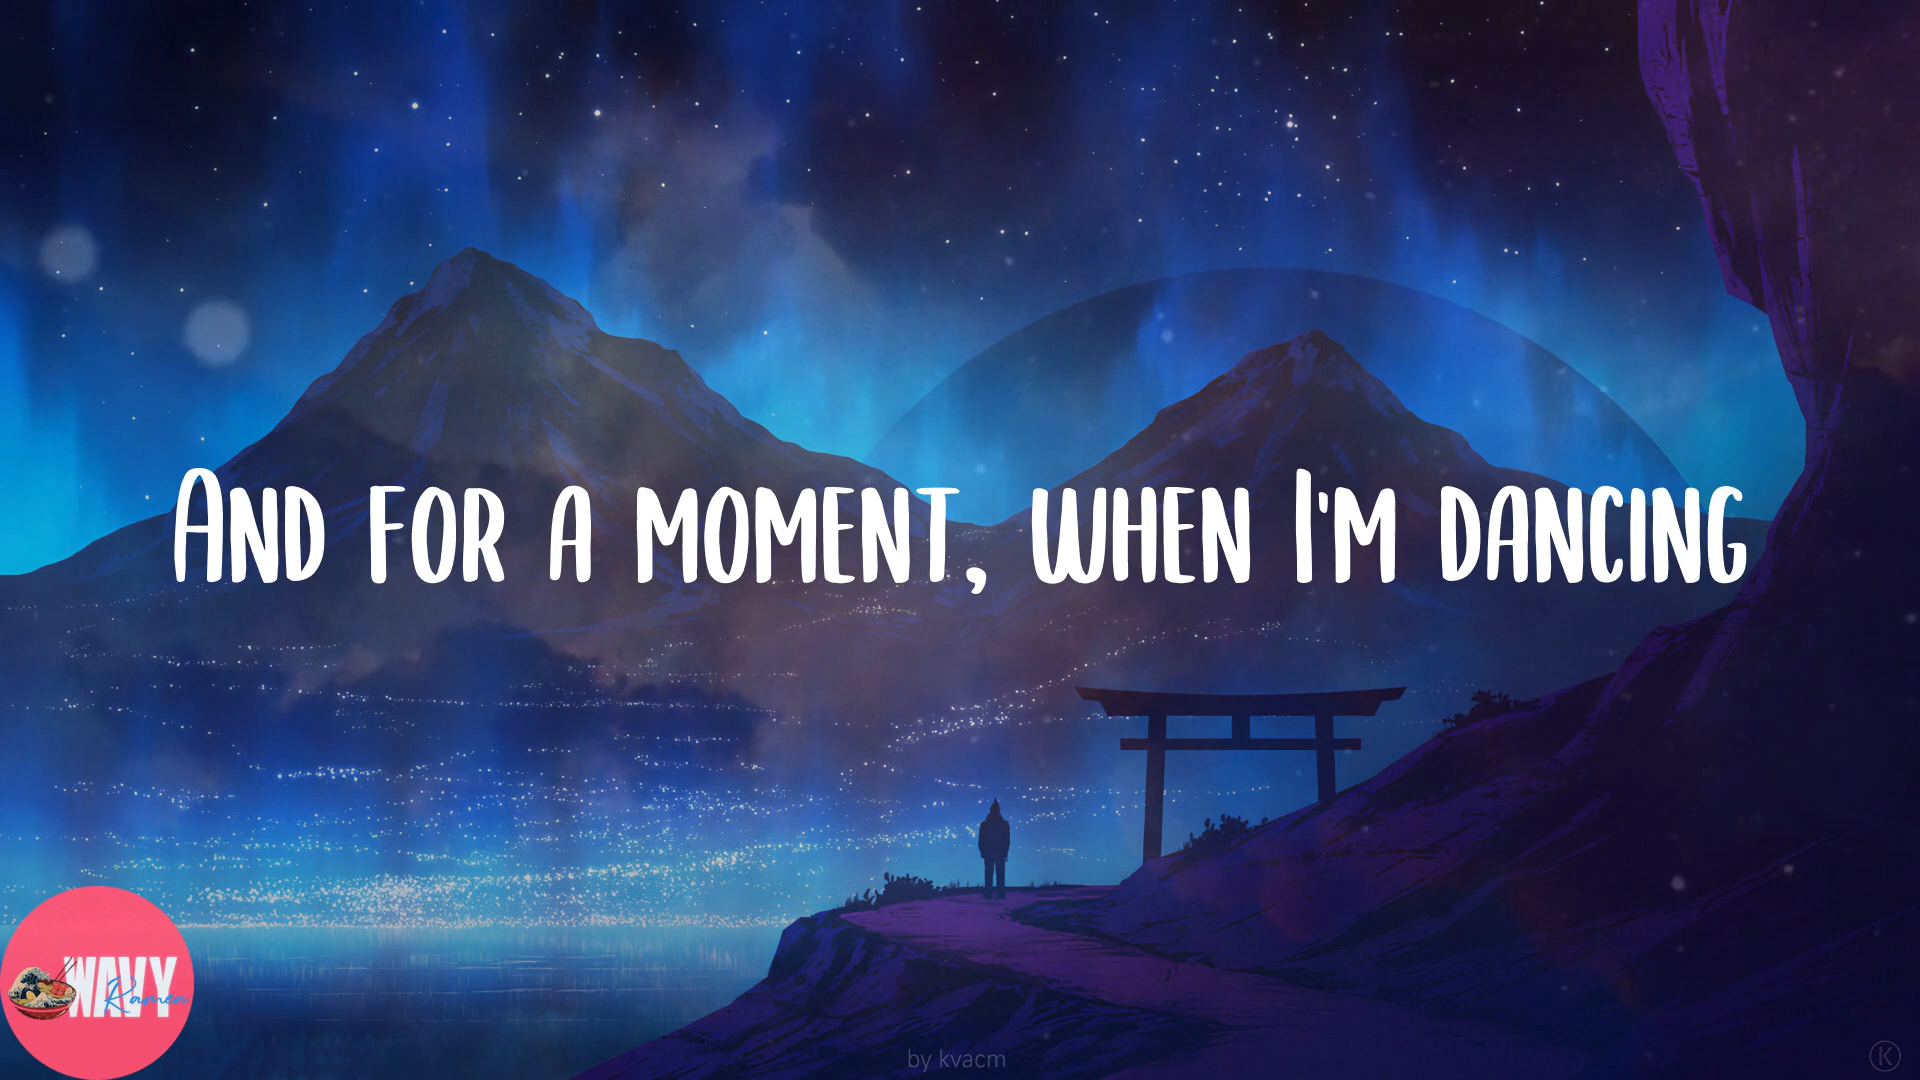 And for a moment, when I'm dancing
WAVY
Ramen
by kvacm
K